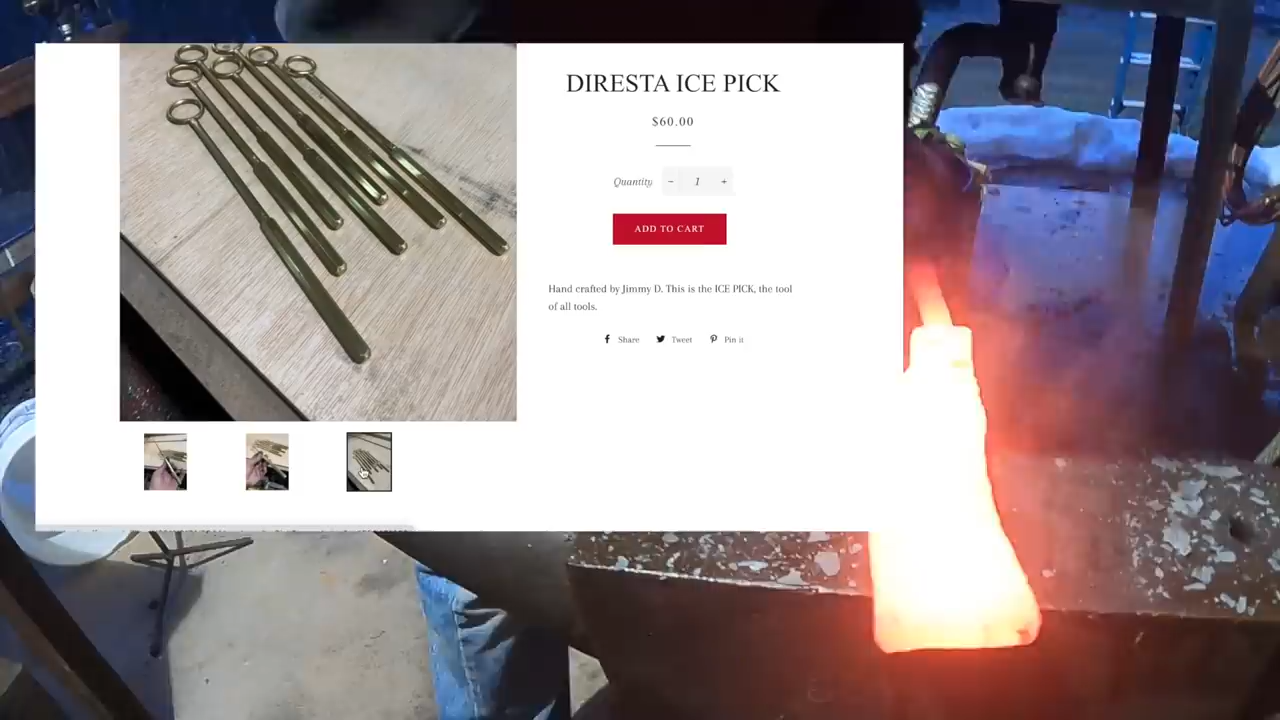 DIRESTA ICE PICK
$60.00
Quantity − 1 +
ADD TO CART
Hand crafted by Jimmy D. This is the ICE PICK, the tool
of all tools.
Share Tweet Pin it